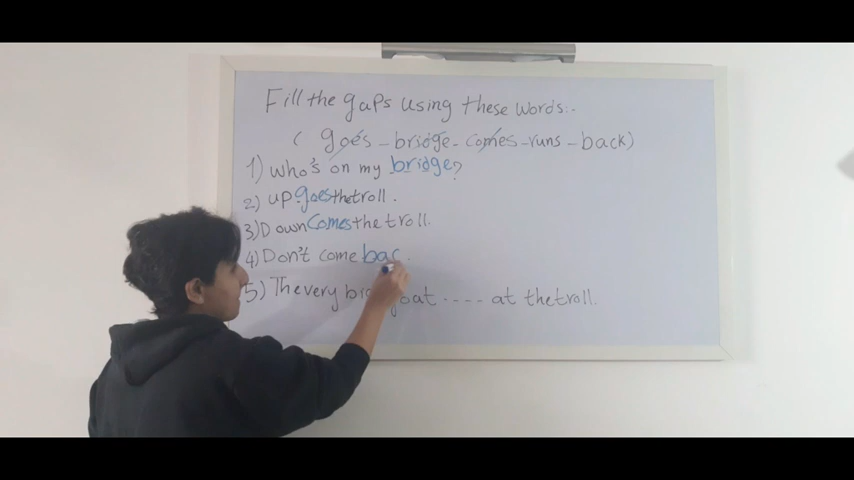 Fill the gaps using these words:-
( goes - bridge - comes - runs - back)
1) Who's on my bridge?
2) up goes the troll.
3) Down Comes the troll.
4) Don't come bac .
5) The very big goat .... at the troll.